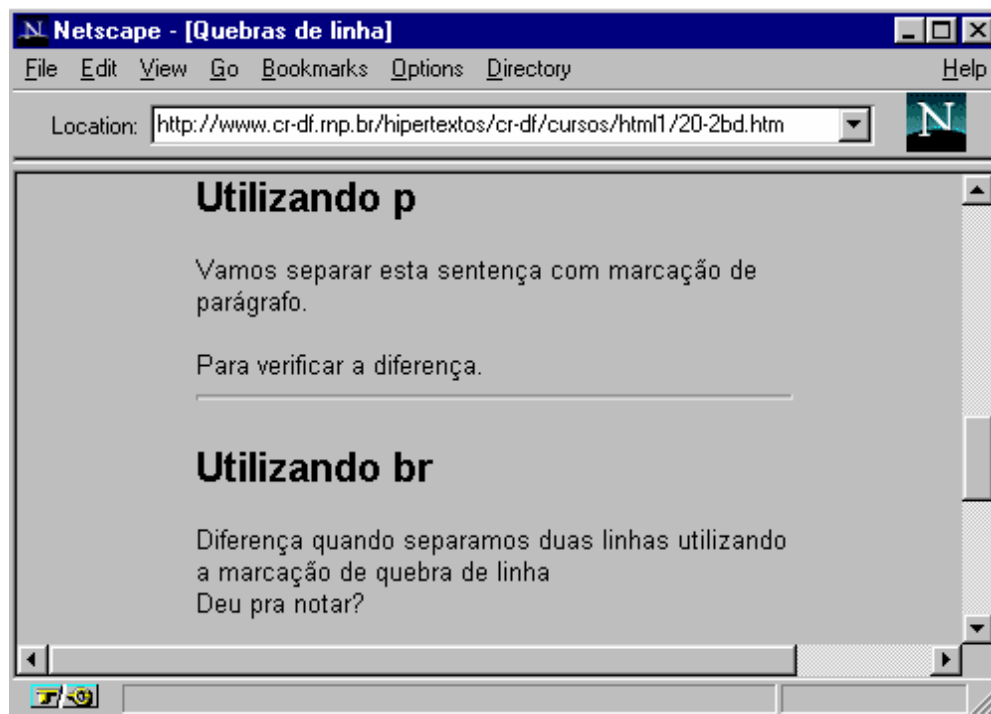 N Netscape - [Quebras de linha]
File Edit View Go Bookmarks Options Directory Help
Location: http://www.cr-df.rnp.br/hipertextos/cr-df/cursos/html1/20-2bd.htm N
Utilizando p
Vamos separar esta sentença com marcação de
parágrafo.
Para verificar a diferença.
Utilizando br
Diferença quando separamos duas linhas utilizando
a marcação de quebra de linha
Deu pra notar?